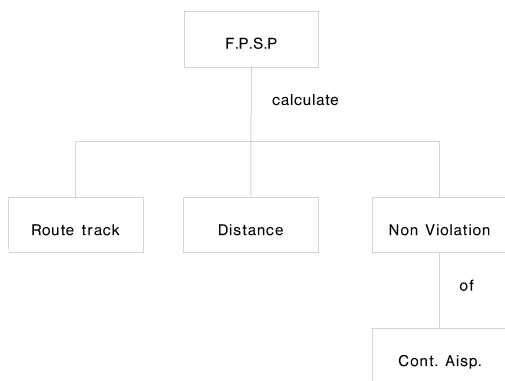 F.P.S.P
calculate
Route track
Distance
Non Violation
of
Cont. Aisp.